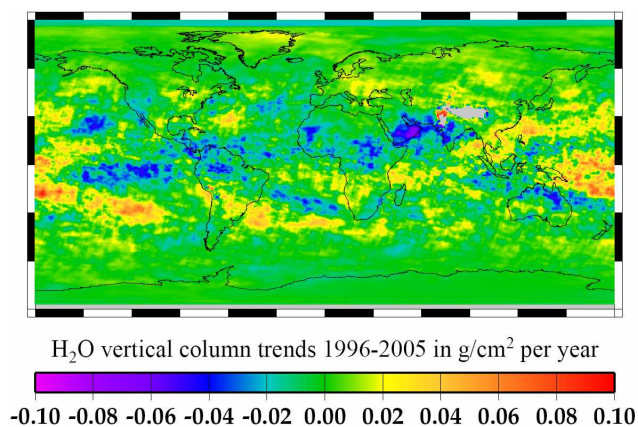 H₂O vertical column trends 1996-2005 in g/cm² per year
-0.10 -0.08 -0.06 -0.04 -0.02 0.00 0.02 0.04 0.06 0.08 0.10